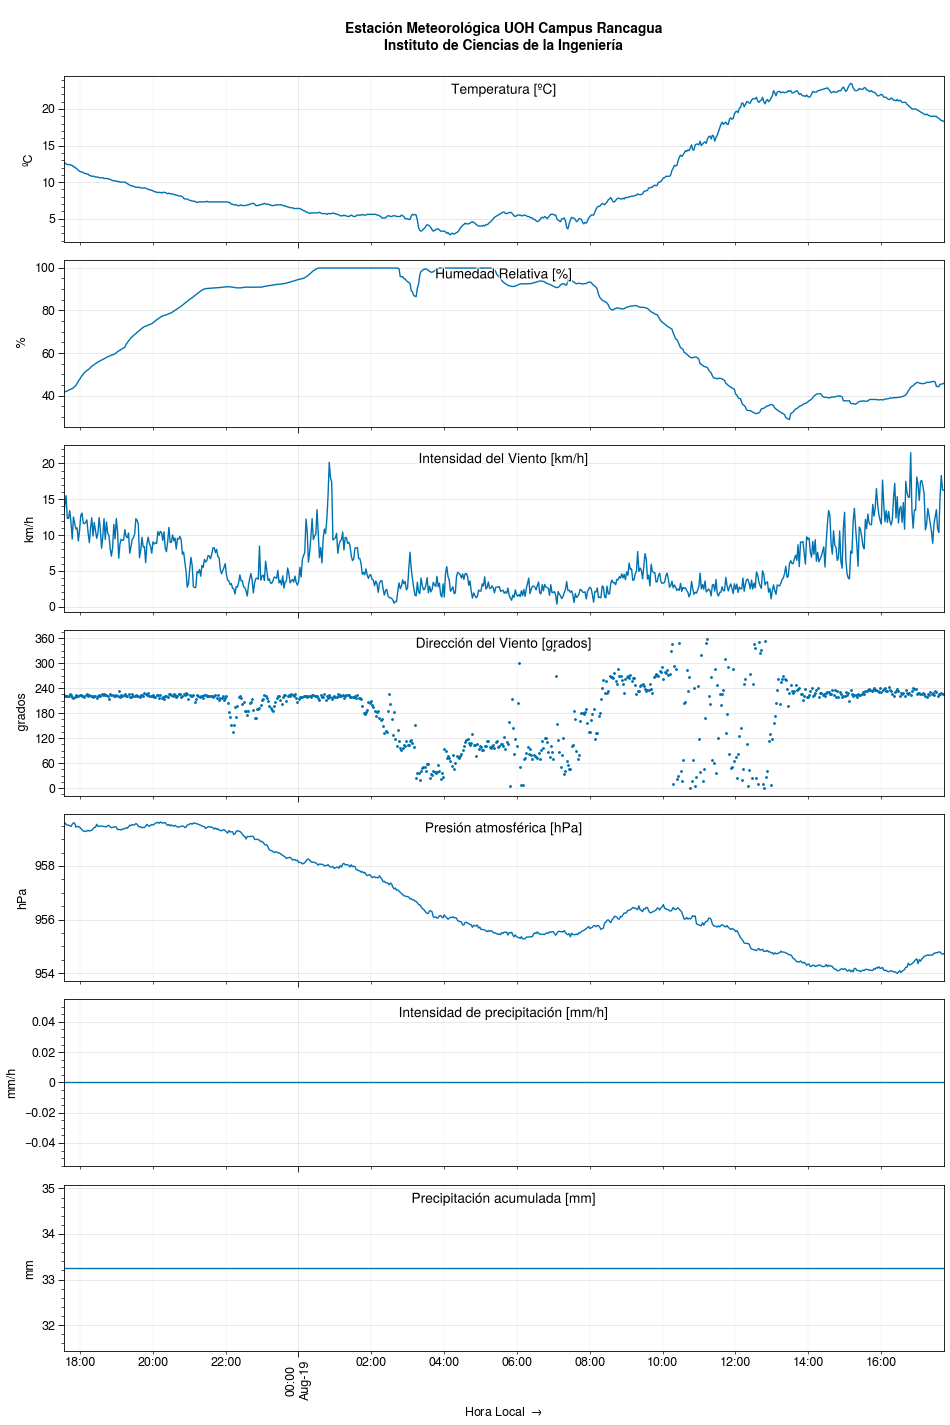 Estación Meteorológica UOH Campus Rancagua
Instituto de Ciencias de la Ingeniería
Temperatura [ºC]
ºC
20
15
10
5
Humedad Relativa [%]
%
100
80
60
40
Intensidad del Viento [km/h]
km/h
20
15
10
5
0
Dirección del Viento [grados]
grados
360
300
240
180
120
60
0
Presión atmosférica [hPa]
hPa
958
956
954
Intensidad de precipitación [mm/h]
mm/h
0.04
0.02
0
−0.02
−0.04
Precipitación acumulada [mm]
mm
35
34
33
32
18:00 20:00 22:00 00:00 02:00 04:00 06:00 08:00 10:00 12:00 14:00 16:00
Aug-19
Hora Local →